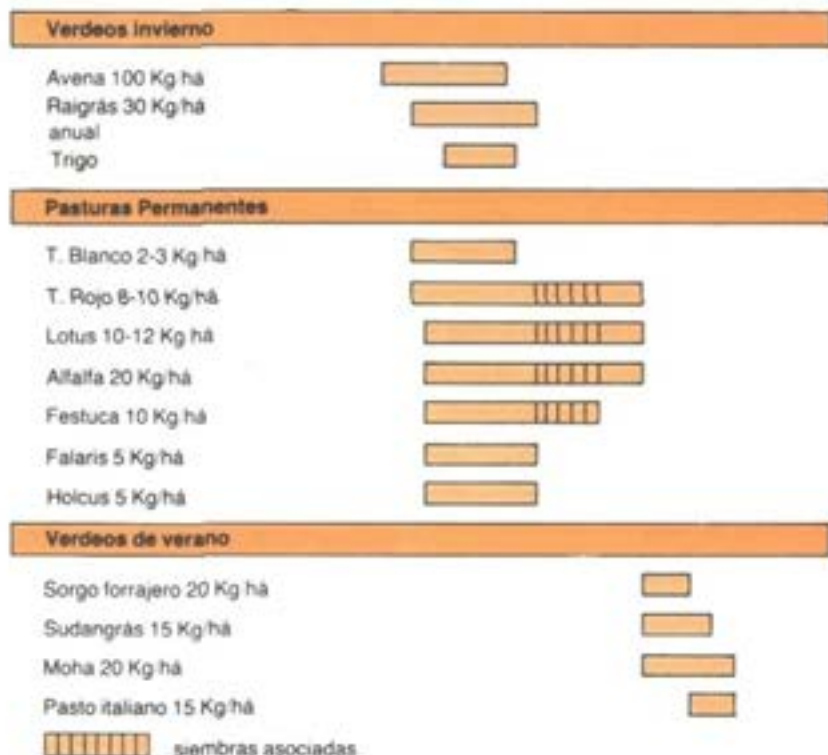 Verdeos Invierno
Avena 100 Kg há
Raigrás 30 Kg/há
anual
Trigo
Pasturas Permanentes
T. Blanco 2-3 Kg há
T. Rojo 8-10 Kg/há
Lotus 10-12 Kg há
Alfalfa 20 Kg/há
Festuca 10 Kg há
Falaris 5 Kg/há
Holcus 5 Kg/há
Verdeos de verano
Sorgo forrajero 20 Kg há
Sudangrás 15 Kg/há
Moha 20 Kg há
Pasto italiano 15 Kg/há
siembras asociadas